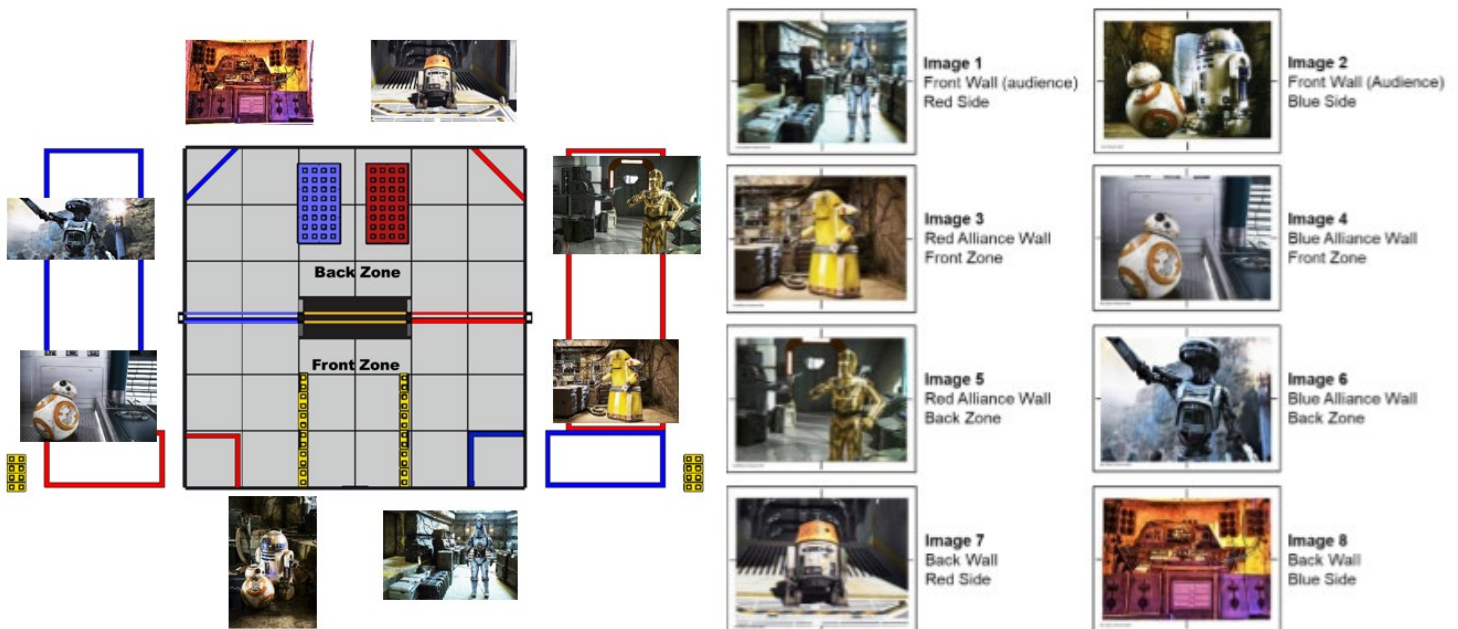 Back Zone
Front Zone
Image 1
Front Wall (audience)
Red Side
Image 2
Front Wall (Audience)
Blue Side
Image 3
Red Alliance Wall
Front Zone
Image 4
Blue Alliance Wall
Front Zone
Image 5
Red Alliance Wall
Back Zone
Image 6
Blue Alliance Wall
Back Zone
Image 7
Back Wall
Red Side
Image 8
Back Wall
Blue Side